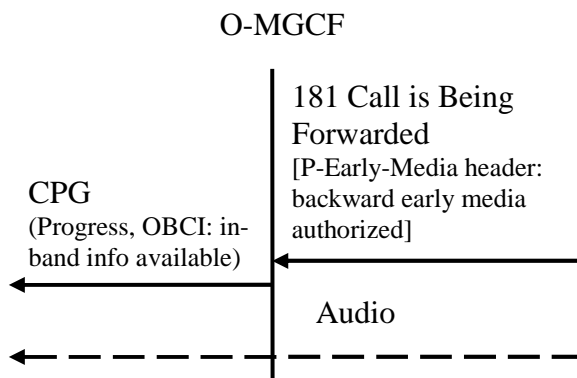 O-MGCF
181 Call is Being
Forwarded
[P-Early-Media header:
backward early media
authorized]
CPG
(Progress, OBCI: in-
band info available)
Audio